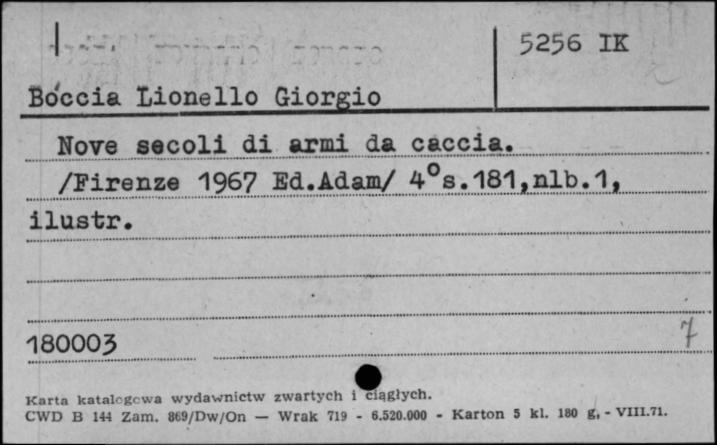 5256 IK
Boccia Lionello Giorgio
Nove secoli di armi da caccia.
/Firenze 1967 Ed.Adam/ 4°s.181,nlb.1,
ilustr.
7
180003
Karta katalogowa wydawnictw zwartych i ciągłych.
CWD B 144 Zam. 869/Dw/On — Wrak 719 - 6.520.000 - Karton 5 kl. 180 g, - VIII.71.